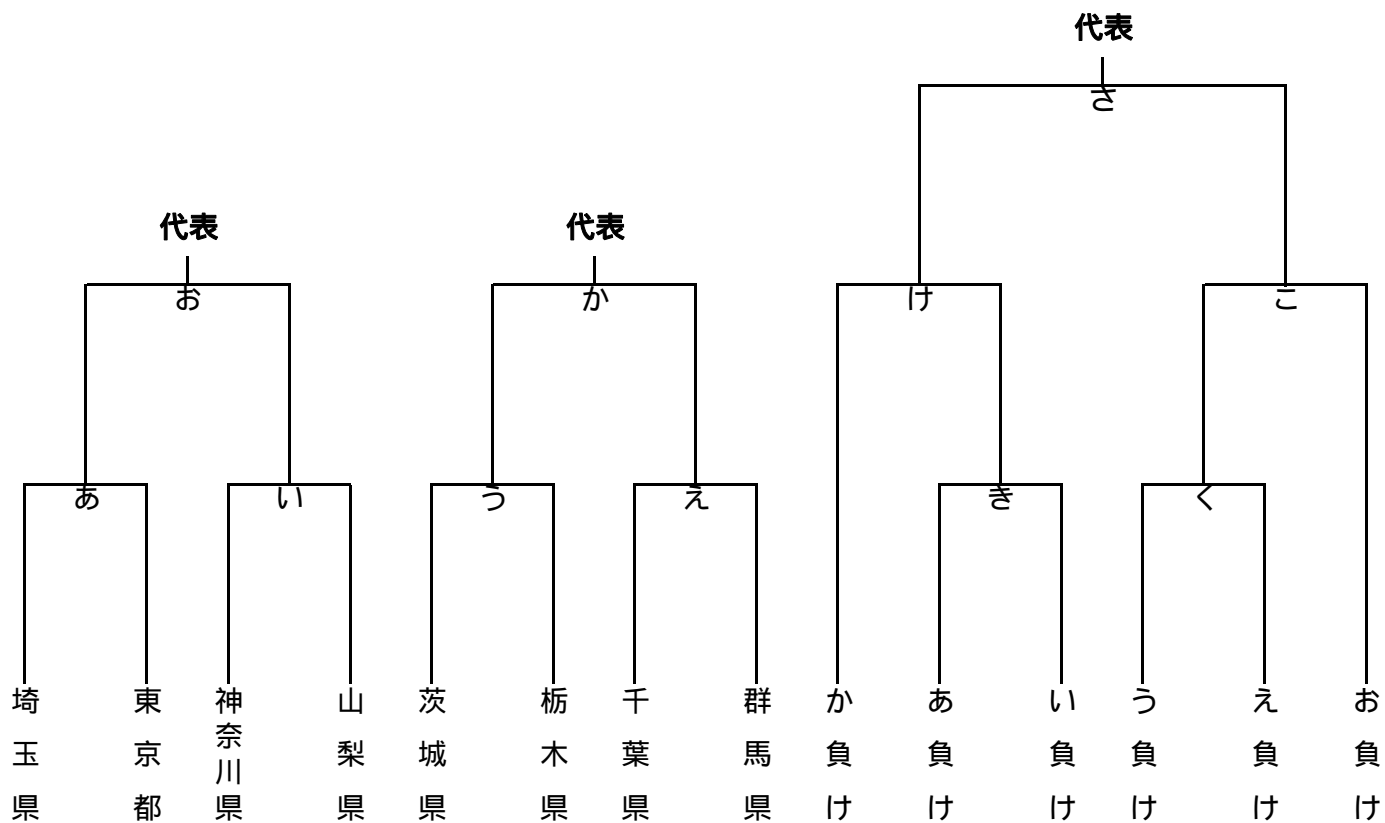 代表
さ
代表
代表
お
か
け
こ
あ
い
う
え
き
く
埼玉県
東京都
神奈川県
山梨県
茨城県
栃木県
千葉県
群馬県
か負け
あ負け
い負け
う負け
え負け
お負け